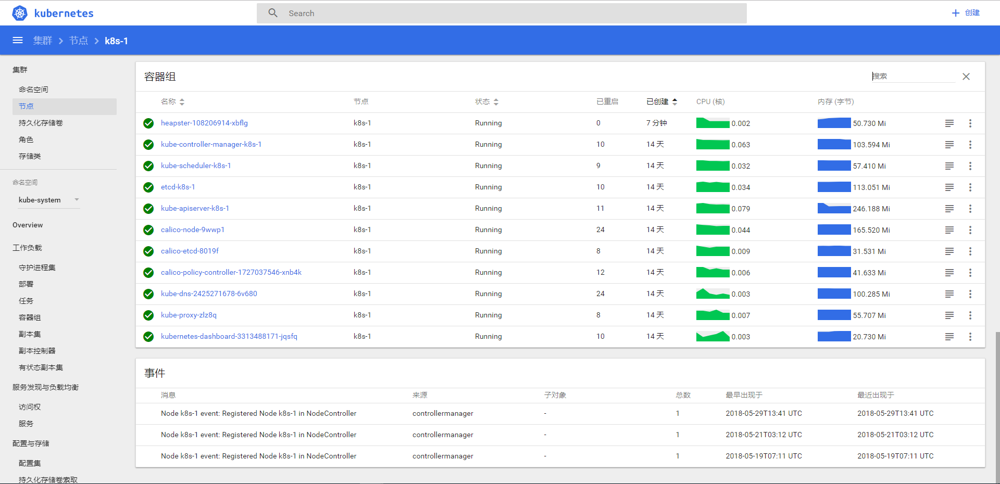 kubernetes
Search
创建
集群 节点 k8s-1
集群
命名空间
节点
持久化存储卷
角色
存储类
命名空间
kube-system
Overview
工作负载
守护进程集
部署
任务
容器组
副本集
副本控制器
有状态副本集
服务发现与负载均衡
访问权
服务
配置与存储
配置集
持久化存储卷索取
容器组
搜索
名称 节点 状态 已重启 已创建 CPU (核) 内存 (字节)
heapster-108206914-xbflg k8s-1 Running 0 7 分钟 0.002 50.730 Mi
kube-controller-manager-k8s-1 k8s-1 Running 10 14 天 0.063 103.594 Mi
kube-scheduler-k8s-1 k8s-1 Running 9 14 天 0.032 57.410 Mi
etcd-k8s-1 k8s-1 Running 10 14 天 0.034 113.051 Mi
kube-apiserver-k8s-1 k8s-1 Running 11 14 天 0.079 246.188 Mi
calico-node-9wwp1 k8s-1 Running 24 14 天 0.044 165.520 Mi
calico-etcd-8019f k8s-1 Running 8 14 天 0.009 31.531 Mi
calico-policy-controller-1727037546-xnb4k k8s-1 Running 12 14 天 0.006 41.633 Mi
kube-dns-2425271678-6v680 k8s-1 Running 24 14 天 0.003 100.285 Mi
kube-proxy-zlz8q k8s-1 Running 8 14 天 0.007 55.707 Mi
kubernetes-dashboard-3313488171-jqsfq k8s-1 Running 10 14 天 0.003 20.730 Mi
事件
消息 来源 子对象 总数 最早出现于 最近出现于
Node k8s-1 event: Registered Node k8s-1 in NodeController controllermanager - 1 2018-05-29T13:41 UTC 2018-05-29T13:41 UTC
Node k8s-1 event: Registered Node k8s-1 in NodeController controllermanager - 1 2018-05-21T03:12 UTC 2018-05-21T03:12 UTC
Node k8s-1 event: Registered Node k8s-1 in NodeController controllermanager - 1 2018-05-19T07:11 UTC 2018-05-19T07:11 UTC